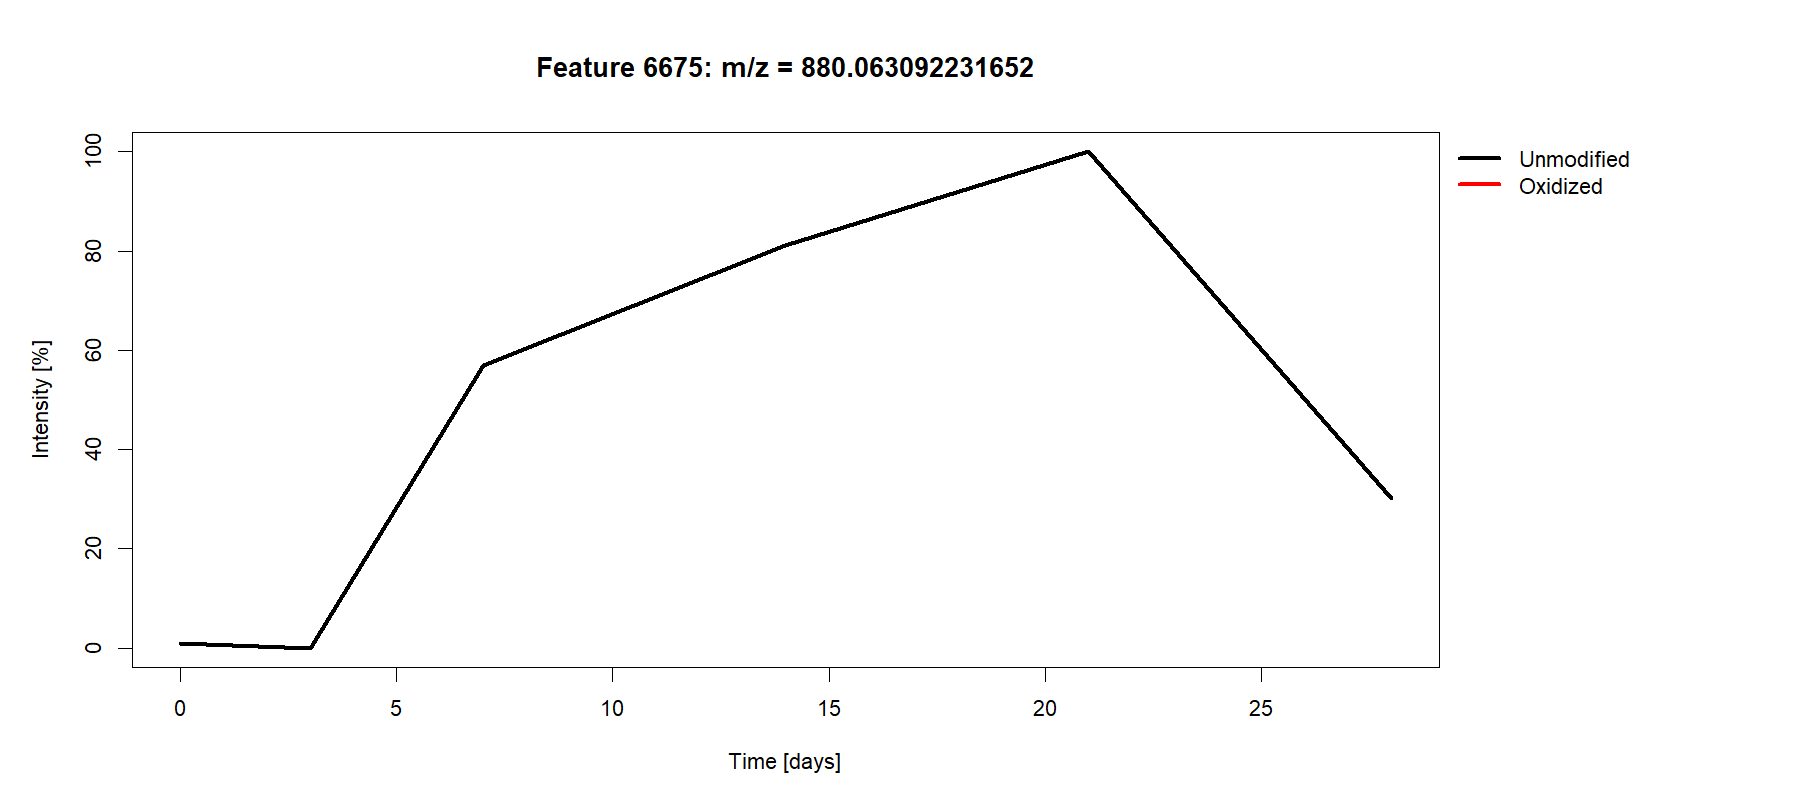 Feature 6675: m/z = 880.063092231652
Unmodified
Oxidized
Intensity [%]
100
80
60
40
20
0
0 5 10 15 20 25
Time [days]